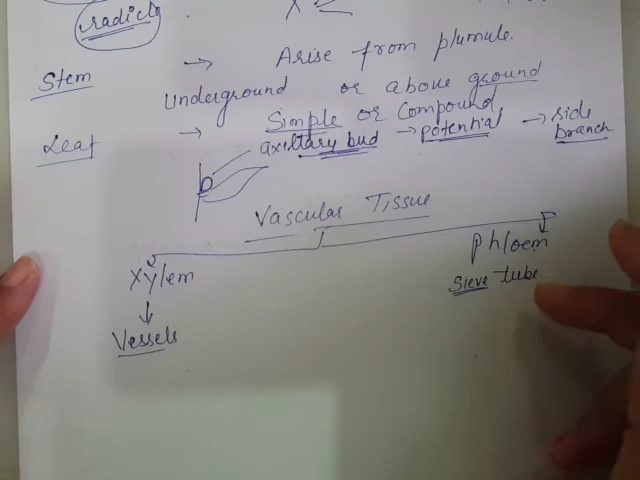 radicle
Stem → Arise from plumule.
Underground or above ground
Leaf → Simple or Compound,
axillary bud → potential → side branch
Vascular Tissue
Xylem Phloem
Vessels Sieve tube